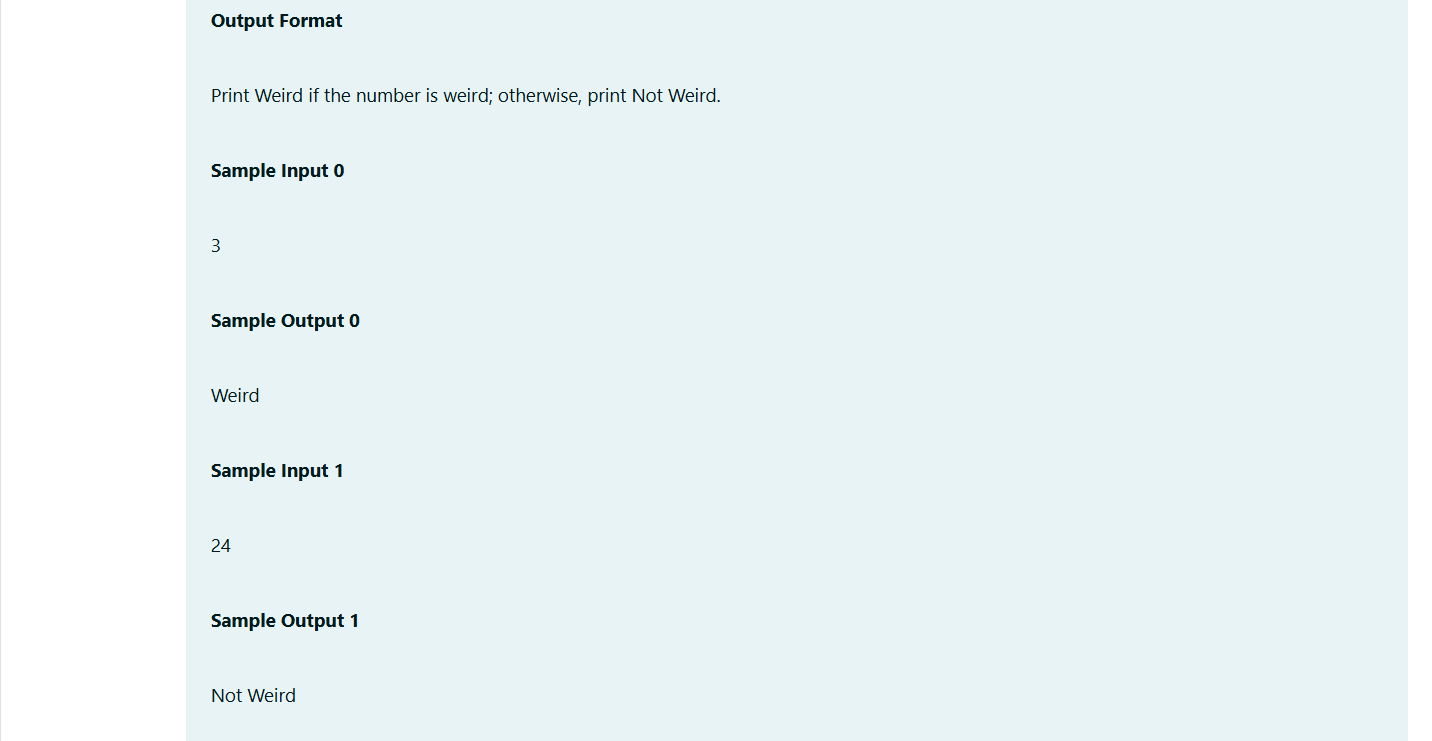 Output Format
Print Weird if the number is weird; otherwise, print Not Weird.
Sample Input 0
3
Sample Output 0
Weird
Sample Input 1
24
Sample Output 1
Not Weird